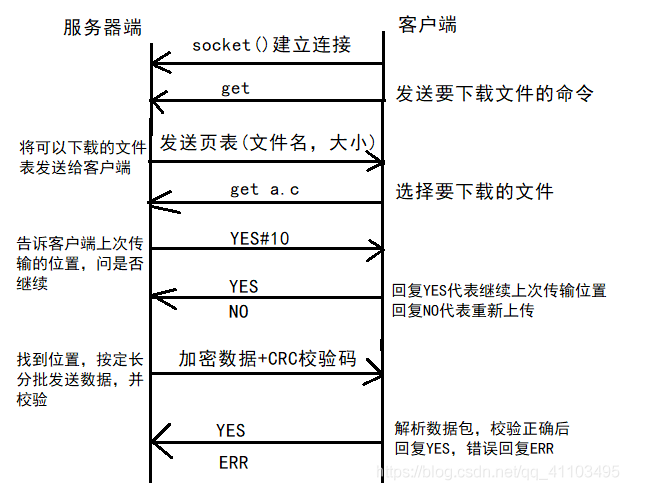 服务器端
客户端
socket()建立连接
get
发送要下载文件的命令
将可以下载的文件
表发送给客户端
发送页表(文件名，大小)
get a.c
选择要下载的文件
告诉客户端上次传
输的位置，问是否
继续
YES#10
YES
NO
回复YES代表继续上次传输位置
回复NO代表重新上传
找到位置，按定长
分批发送数据，并
校验
加密数据+CRC校验码
YES
ERR
解析数据包，校验正确后
回复YES，错误回复ERR
https://blog.csdn.net/qq_41103495